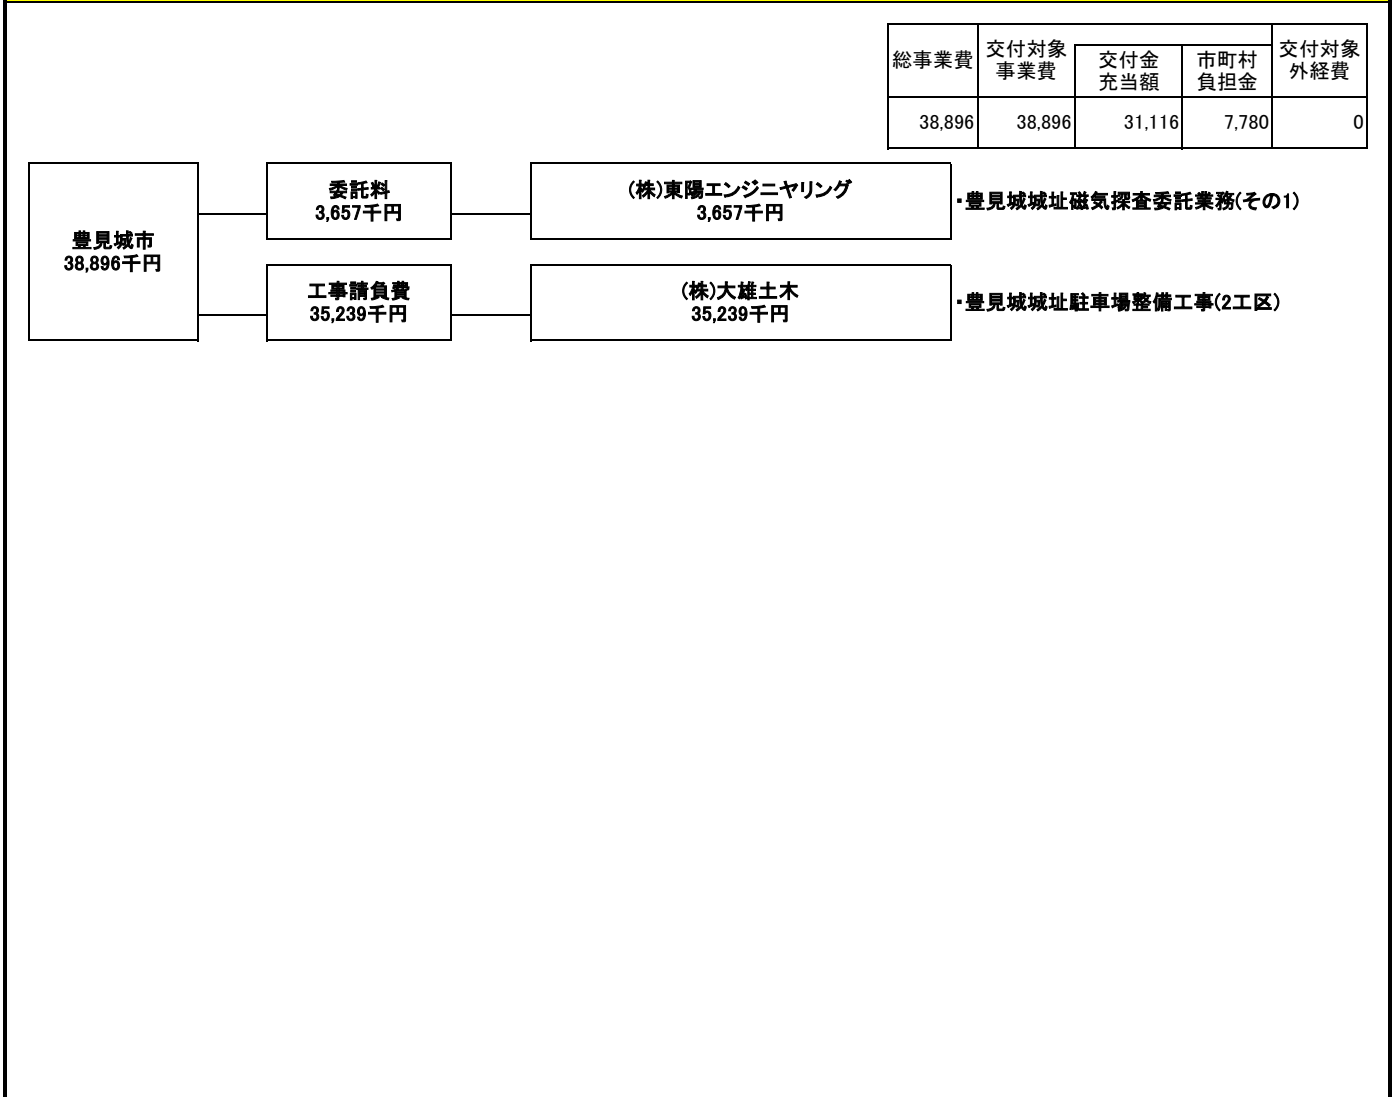 総事業費
交付対象
事業費
交付金
充当額
市町村
負担金
交付対象
外経費
38,896
38,896
31,116
7,780
0
豊見城市
38,896千円
委託料
3,657千円
(株)東陽エンジニヤリング
3,657千円
・豊見城城址磁気探査委託業務(その1)
工事請負費
35,239千円
(株)大雄土木
35,239千円
・豊見城城址駐車場整備工事(2工区)